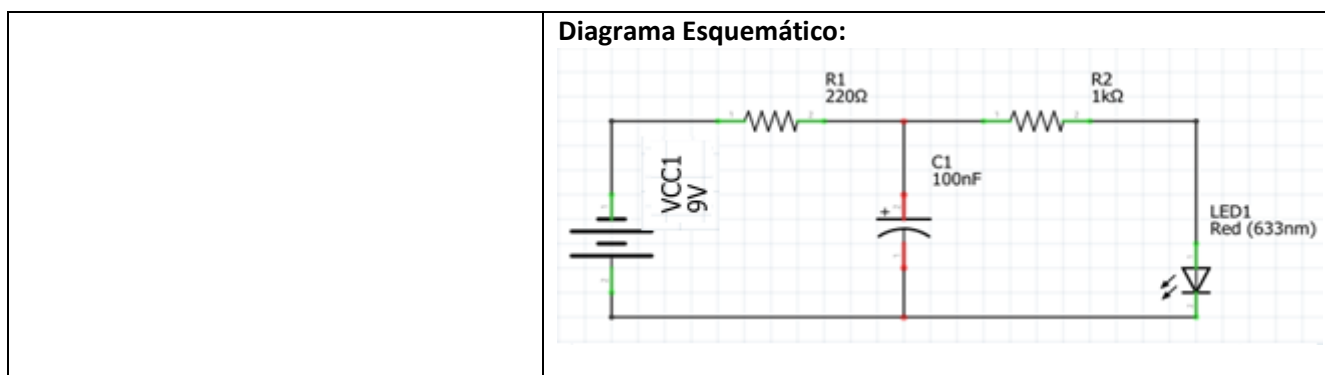 Diagrama Esquemático:
R1
220Ω
R2
1kΩ
VCC1
9V
C1
100nF
+
LED1
Red (633nm)